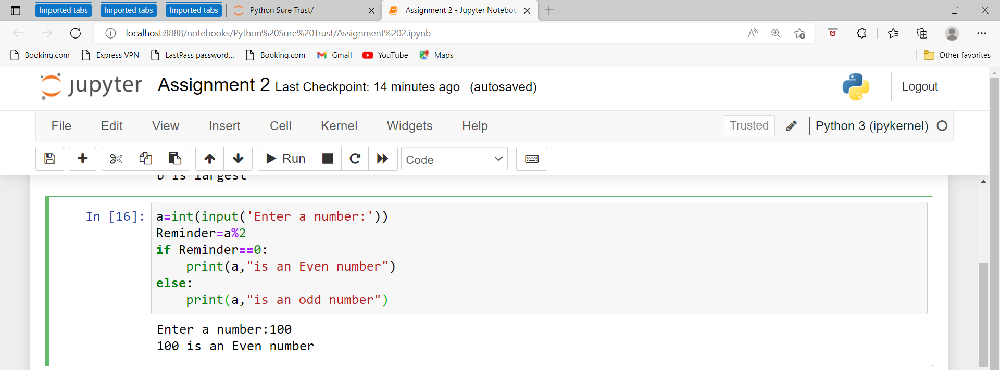 Imported tabs Imported tabs Imported tabs Python Sure Trust/ Assignment 2 - Jupyter Noteboo
localhost:8888/notebooks/Python%20Sure%20Trust/Assignment%202.ipynb
Booking.com Express VPN LastPass password... Booking.com Gmail YouTube Maps Other favorites
jupyter Assignment 2 Last Checkpoint: 14 minutes ago (autosaved) Logout
File Edit View Insert Cell Kernel Widgets Help Trusted Python 3 (ipykernel)
Run Code
b is largest
In [16]: a=int(input('Enter a number:'))
Reminder=a%2
if Reminder==0:
    print(a,"is an Even number")
else:
    print(a,"is an odd number")
Enter a number:100
100 is an Even number